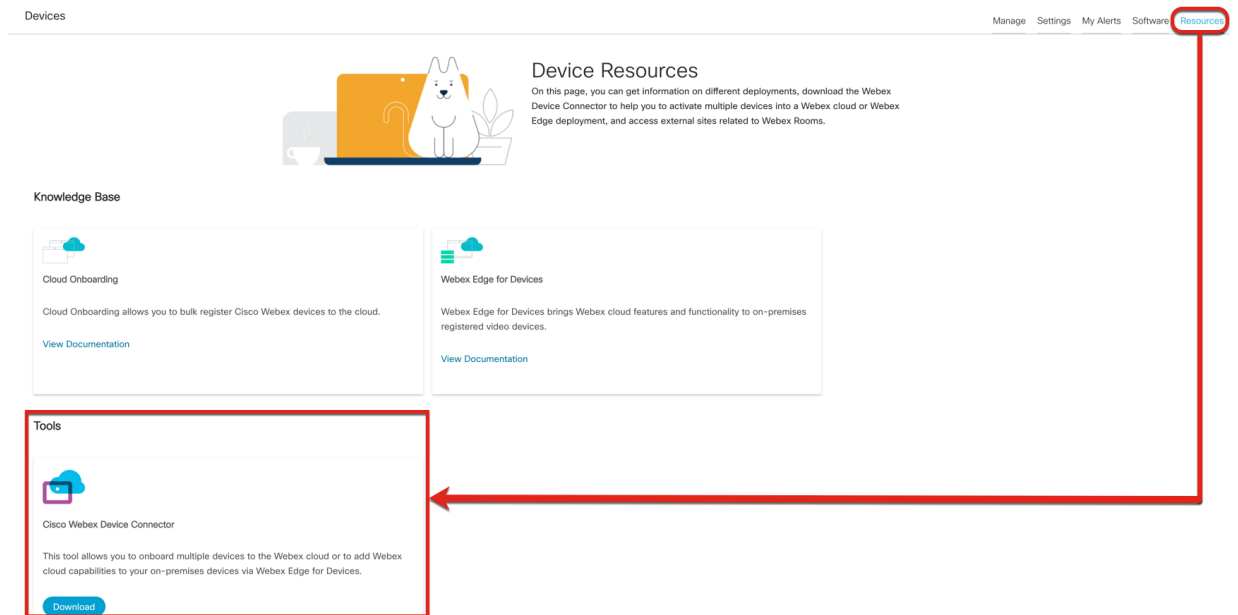 Devices
Manage Settings My Alerts Software Resources
Device Resources
On this page, you can get information on different deployments, download the Webex
Device Connector to help you to activate multiple devices into a Webex cloud or Webex
Edge deployment, and access external sites related to Webex Rooms.
Knowledge Base
Cloud Onboarding
Cloud Onboarding allows you to bulk register Cisco Webex devices to the cloud.
View Documentation
Webex Edge for Devices
Webex Edge for Devices brings Webex cloud features and functionality to on-premises
registered video devices.
View Documentation
Tools
Cisco Webex Device Connector
This tool allows you to onboard multiple devices to the Webex cloud or to add Webex
cloud capabilities to your on-premises devices via Webex Edge for Devices.
Download